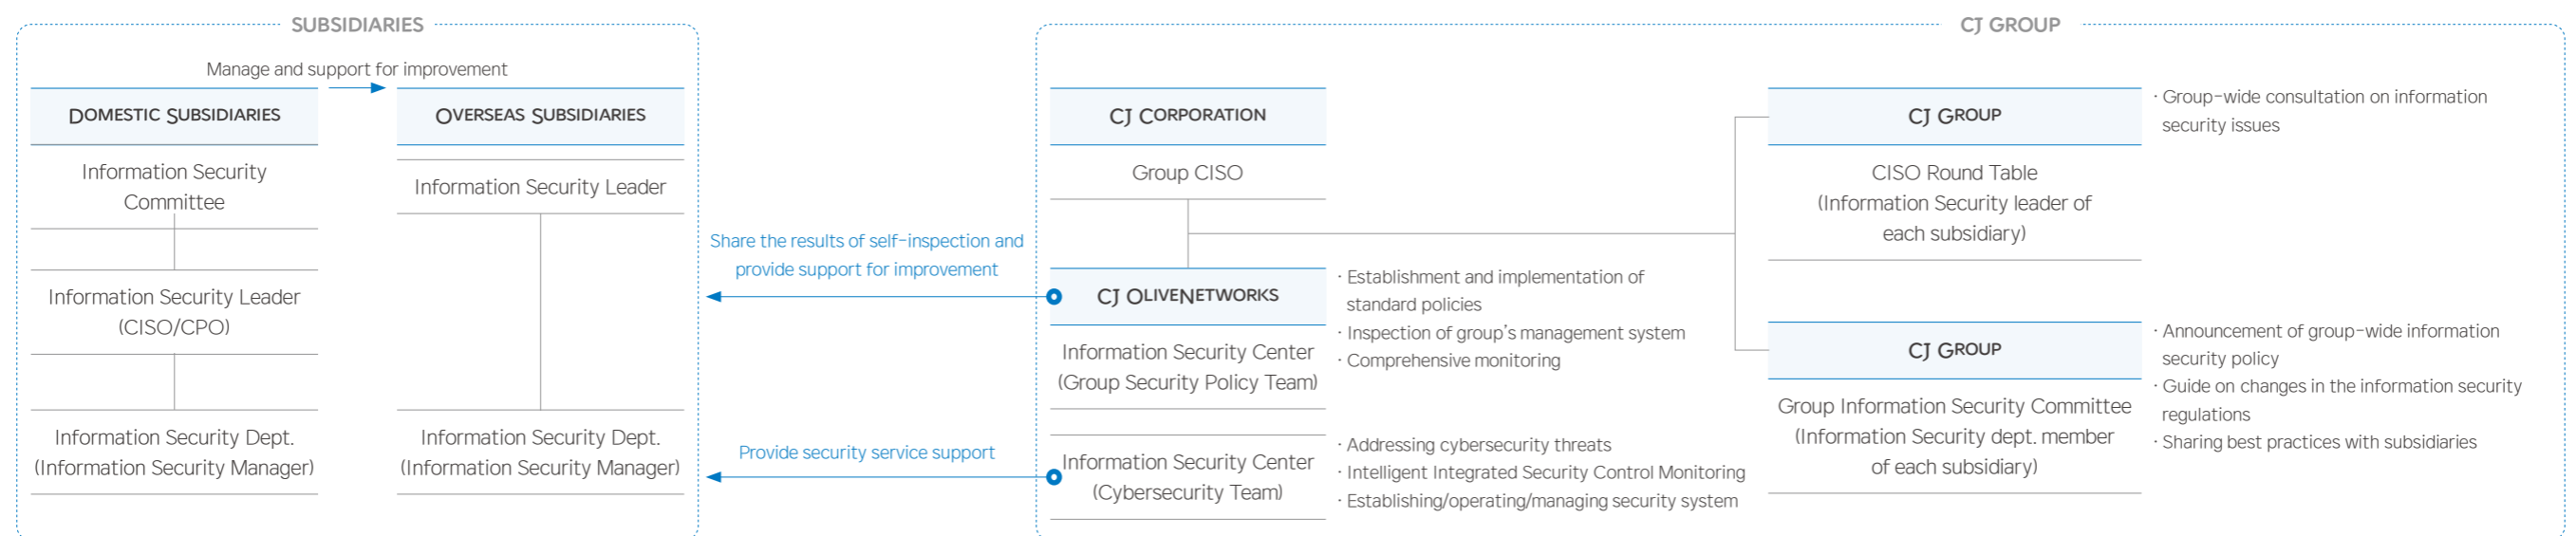 SUBSIDIARIES
Manage and support for improvement
DOMESTIC SUBSIDIARIES
Information Security
Committee
Information Security Leader
(CISO/CPO)
Information Security Dept.
(Information Security Manager)
OVERSEAS SUBSIDIARIES
Information Security Leader
Information Security Dept.
(Information Security Manager)
Share the results of self-inspection and
provide support for improvement
Provide security service support
CJ GROUP
CJ CORPORATION
Group CISO
CJ OLIVENETWORKS
Information Security Center
(Group Security Policy Team)
· Establishment and implementation of
standard policies
· Inspection of group's management system
· Comprehensive monitoring
Information Security Center
(Cybersecurity Team)
· Addressing cybersecurity threats
· Intelligent Integrated Security Control Monitoring
· Establishing/operating/managing security system
CJ GROUP
CISO Round Table
(Information Security leader of
each subsidiary)
· Group-wide consultation on information
security issues
CJ GROUP
Group Information Security Committee
(Information Security dept. member
of each subsidiary)
· Announcement of group-wide information
security policy
· Guide on changes in the information security
regulations
· Sharing best practices with subsidiaries